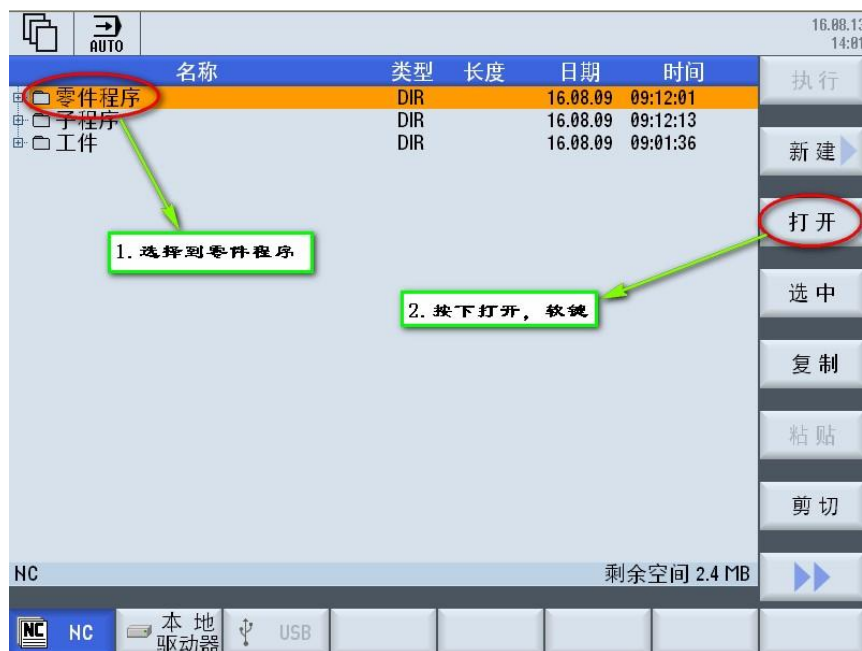 AUTO
16.08.13
14:01
名称 类型 长度 日期 时间
零件程序 DIR 16.08.09 09:12:01
子程序 DIR 16.08.09 09:12:13
工件 DIR 16.08.09 09:01:36
执行
新建
打开
选中
复制
粘贴
剪切
1. 选择到零件程序
2. 按下打开，软键
NC 剩余空间 2.4 MB
NC NC 本地驱动器 USB